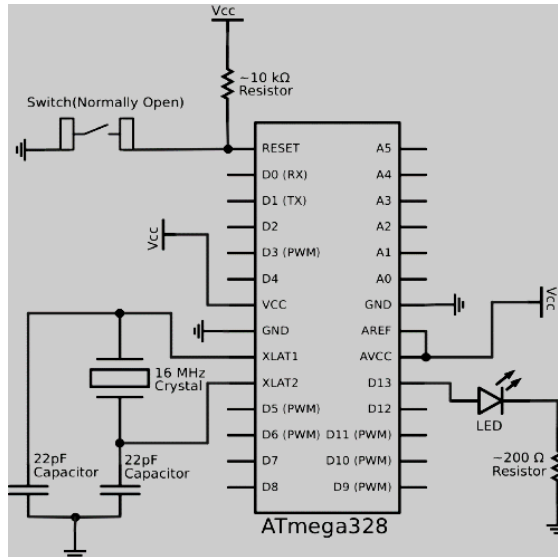 Vcc
~10 kΩ
Resistor
Switch(Normally Open)
RESET
A5
D0 (RX)
A4
D1 (TX)
A3
D2
A2
Vcc
D3 (PWM)
A1
D4
A0
VCC
GND
Vcc
GND
AREF
XLAT1
AVCC
16 MHz
Crystal
XLAT2
D13
D5 (PWM)
D12
LED
D6 (PWM)
D11 (PWM)
22pF
Capacitor
22pF
Capacitor
D7
D10 (PWM)
~200 Ω
Resistor
D8
D9 (PWM)
ATmega328